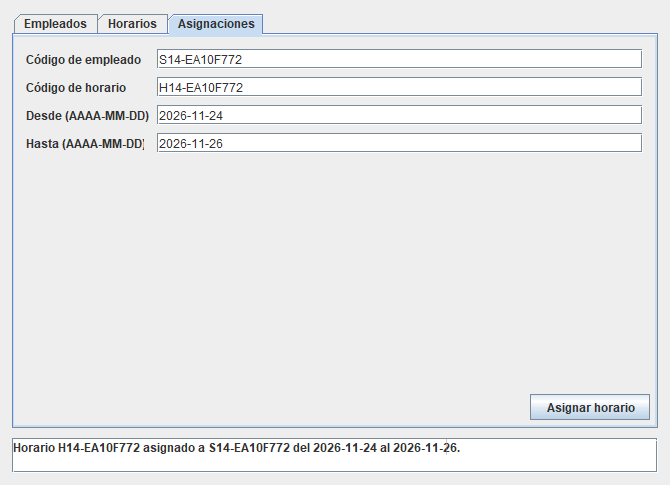 Empleados Horarios Asignaciones
Código de empleado S14-EA10F772
Código de horario H14-EA10F772
Desde (AAAA-MM-DD) 2026-11-24
Hasta (AAAA-MM-DD) 2026-11-26
Asignar horario
Horario H14-EA10F772 asignado a S14-EA10F772 del 2026-11-24 al 2026-11-26.